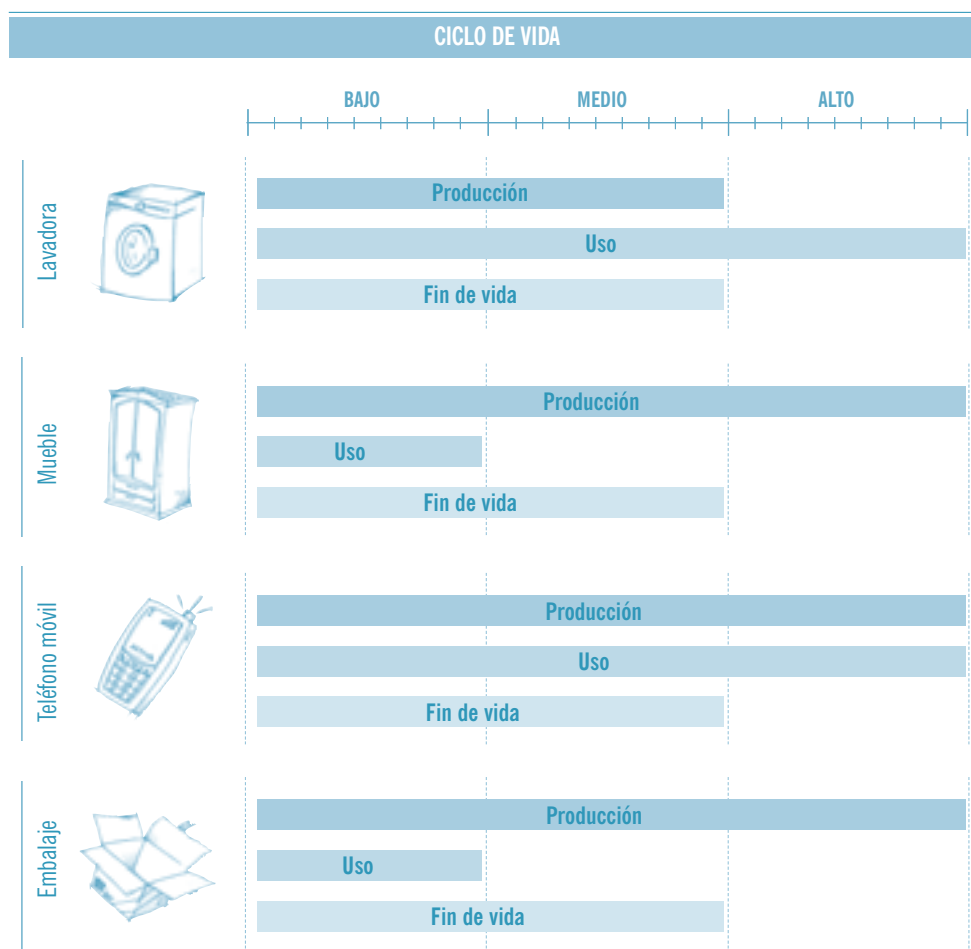 CICLO DE VIDA
BAJO MEDIO ALTO
Lavadora
Producción
Uso
Fin de vida
Mueble
Producción
Uso
Fin de vida
Teléfono móvil
Producción
Uso
Fin de vida
Embalaje
Producción
Uso
Fin de vida